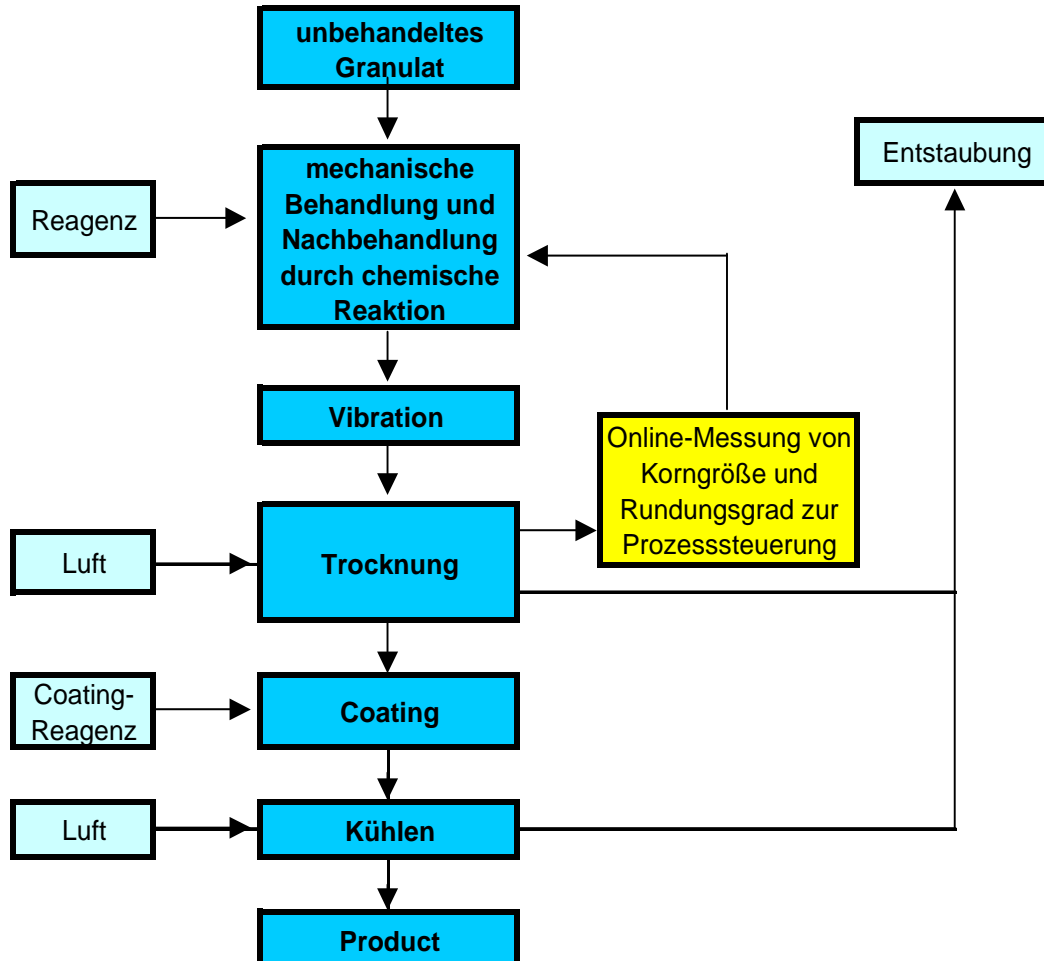 unbehandeltes
Granulat
Entstaubung
mechanische
Behandlung und
Nachbehandlung
durch chemische
Reaktion
Reagenz
Vibration
Online-Messung von
Korngröße und
Rundungsgrad zur
Prozesssteuerung
Luft
Trocknung
Coating-
Reagenz
Coating
Luft
Kühlen
Product